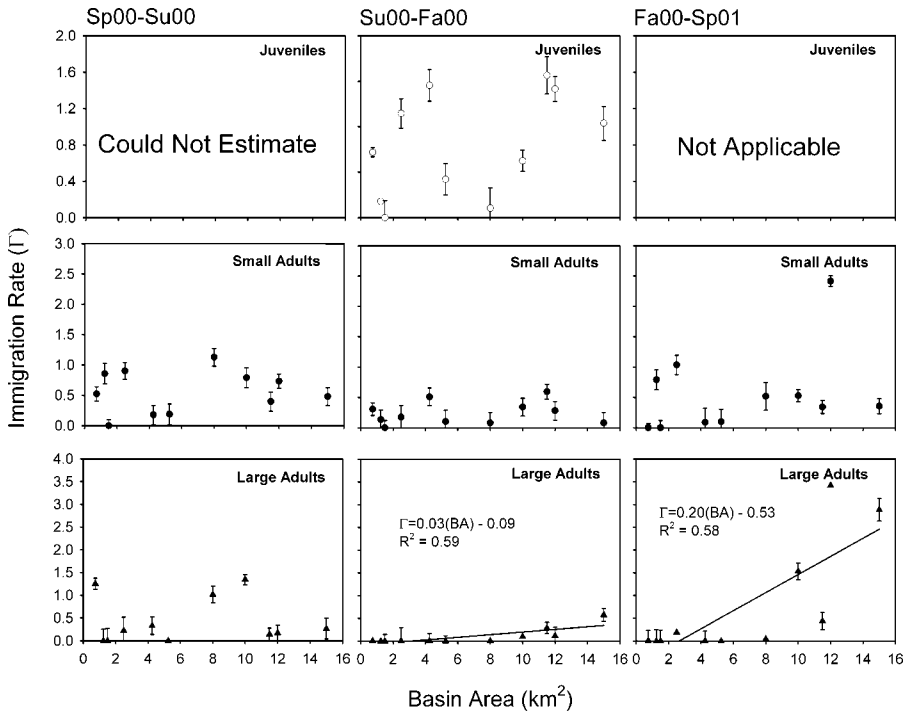 Sp00-Su00 Su00-Fa00 Fa00-Sp01
Juveniles Juveniles Juveniles
2.0
1.6
1.2
0.8
0.4
0.0
Could Not Estimate
Not Applicable
Immigration Rate (Γ)
Small Adults Small Adults Small Adults
3.0
2.5
2.0
1.5
1.0
0.5
0.0
Large Adults Large Adults Large Adults
4.0
3.5
3.0
2.5
2.0
1.5
1.0
0.5
0.0
Γ=0.03(BA) - 0.09
R² = 0.59
Γ=0.20(BA) - 0.53
R² = 0.58
0 2 4 6 8 10 12 14 16 0 2 4 6 8 10 12 14 16 0 2 4 6 8 10 12 14 16
Basin Area (km²)